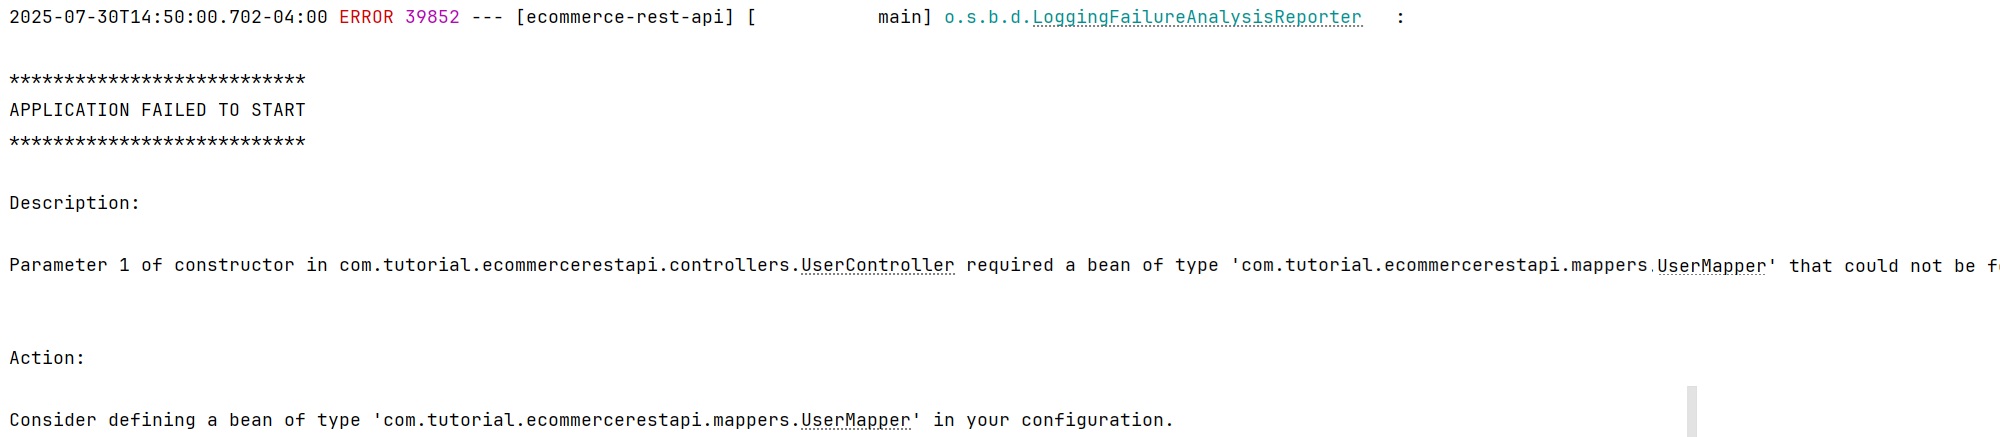 2025-07-30T14:50:00.702-04:00 ERROR 39852 --- [ecommerce-rest-api] [           main] o.s.b.d.LoggingFailureAnalysisReporter   :
***************************
APPLICATION FAILED TO START
***************************
Description:
Parameter 1 of constructor in com.tutorial.ecommercerestapi.controllers.UserController required a bean of type 'com.tutorial.ecommercerestapi.mappers.UserMapper' that could not be f
Action:
Consider defining a bean of type 'com.tutorial.ecommercerestapi.mappers.UserMapper' in your configuration.